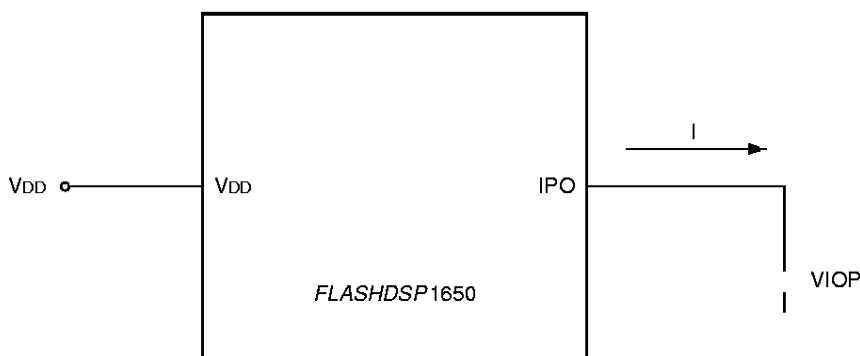 I
VDD
VDD
IPO
VIOP
FLASHDSP1650